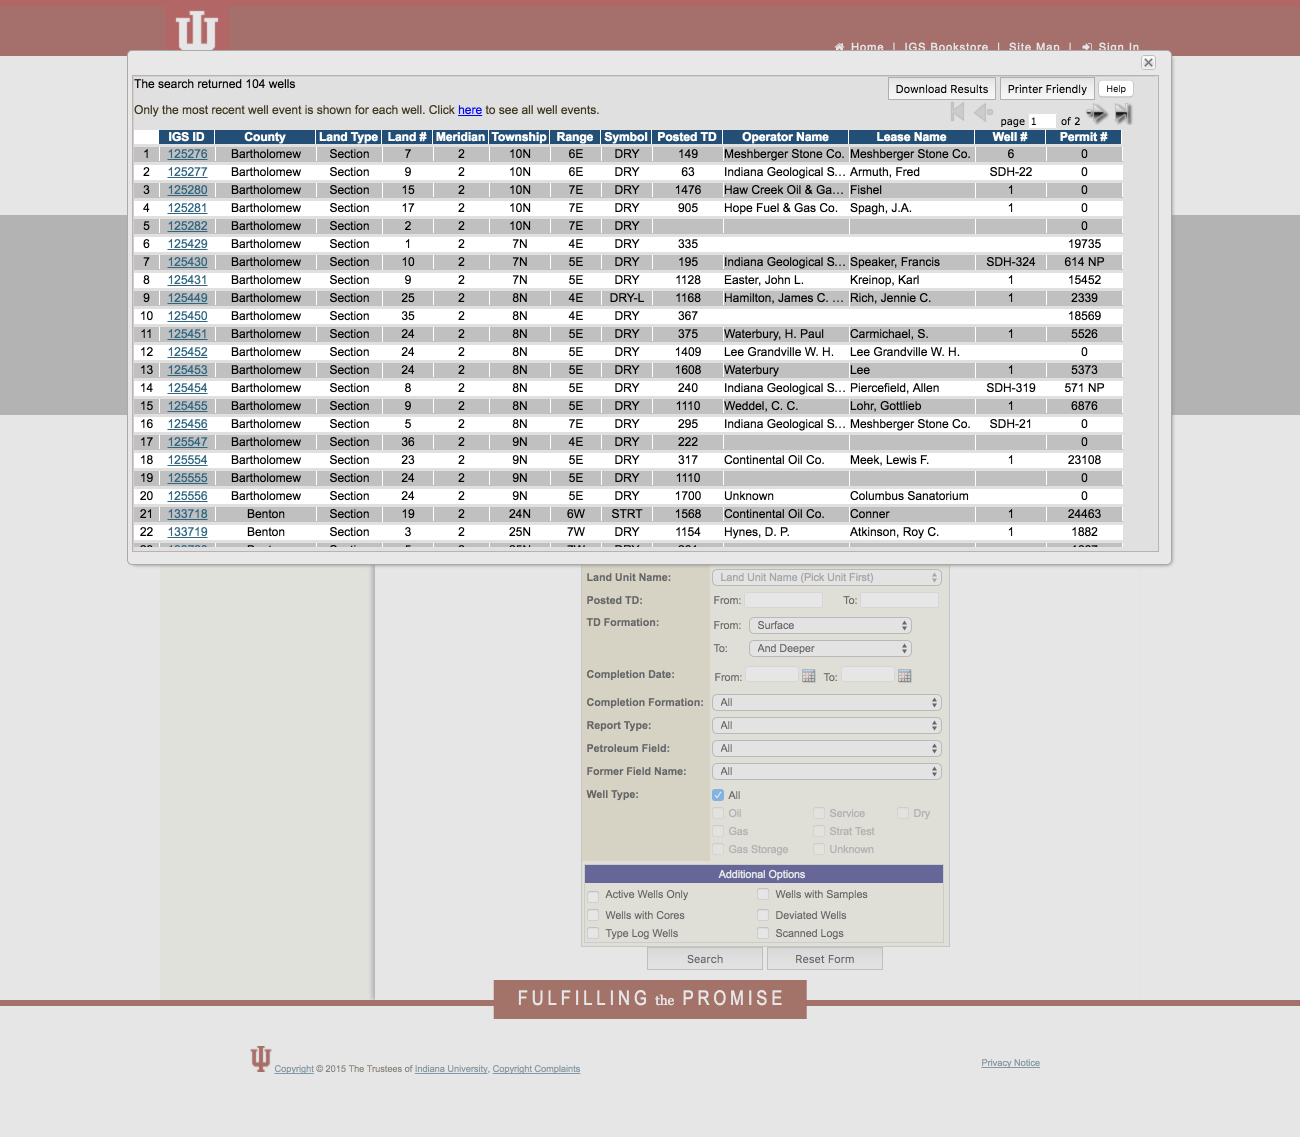 Home | IGS Bookstore | Site Map | Sign In
The search returned 104 wells
Download Results Printer Friendly Help
Only the most recent well event is shown for each well. Click here to see all well events.
page 1 of 2
IGS ID County Land Type Land # Meridian Township Range Symbol Posted TD Operator Name Lease Name Well # Permit #
1 125276 Bartholomew Section 7 2 10N 6E DRY 149 Meshberger Stone Co. Meshberger Stone Co. 6 0
2 125277 Bartholomew Section 9 2 10N 6E DRY 63 Indiana Geological S... Armuth, Fred SDH-22 0
3 125280 Bartholomew Section 15 2 10N 7E DRY 1476 Haw Creek Oil & Ga... Fishel 1 0
4 125281 Bartholomew Section 17 2 10N 7E DRY 905 Hope Fuel & Gas Co. Spagh, J.A. 1 0
5 125282 Bartholomew Section 2 2 10N 7E DRY 0
6 125429 Bartholomew Section 1 2 7N 4E DRY 335 19735
7 125430 Bartholomew Section 10 2 7N 5E DRY 195 Indiana Geological S... Speaker, Francis SDH-324 614 NP
8 125431 Bartholomew Section 9 2 7N 5E DRY 1128 Easter, John L. Kreinop, Karl 1 15452
9 125449 Bartholomew Section 25 2 8N 4E DRY-L 1168 Hamilton, James C. ... Rich, Jennie C. 1 2339
10 125450 Bartholomew Section 35 2 8N 4E DRY 367 18569
11 125451 Bartholomew Section 24 2 8N 5E DRY 375 Waterbury, H. Paul Carmichael, S. 1 5526
12 125452 Bartholomew Section 24 2 8N 5E DRY 1409 Lee Grandville W. H. Lee Grandville W. H. 0
13 125453 Bartholomew Section 24 2 8N 5E DRY 1608 Waterbury Lee 1 5373
14 125454 Bartholomew Section 8 2 8N 5E DRY 240 Indiana Geological S... Piercefield, Allen SDH-319 571 NP
15 125455 Bartholomew Section 9 2 8N 5E DRY 1110 Weddel, C. C. Lohr, Gottlieb 1 6876
16 125456 Bartholomew Section 5 2 8N 7E DRY 295 Indiana Geological S... Meshberger Stone Co. SDH-21 0
17 125547 Bartholomew Section 36 2 9N 4E DRY 222 0
18 125554 Bartholomew Section 23 2 9N 5E DRY 317 Continental Oil Co. Meek, Lewis F. 1 23108
19 125555 Bartholomew Section 24 2 9N 5E DRY 1110 0
20 125556 Bartholomew Section 24 2 9N 5E DRY 1700 Unknown Columbus Sanatorium 0
21 133718 Benton Section 19 2 24N 6W STRT 1568 Continental Oil Co. Conner 1 24463
22 133719 Benton Section 3 2 25N 7W DRY 1154 Hynes, D. P. Atkinson, Roy C. 1 1882
Land Unit Name: Land Unit Name (Pick Unit First)
Posted TD: From: To:
TD Formation: From: Surface
To: And Deeper
Completion Date: From: To:
Completion Formation: All
Report Type: All
Petroleum Field: All
Former Field Name: All
Well Type: All
Oil Service Dry
Gas Strat Test
Gas Storage Unknown
Additional Options
Active Wells Only Wells with Samples
Wells with Cores Deviated Wells
Type Log Wells Scanned Logs
Search Reset Form
FULFILLING the PROMISE
Copyright © 2015 The Trustees of Indiana University, Copyright Complaints
Privacy Notice